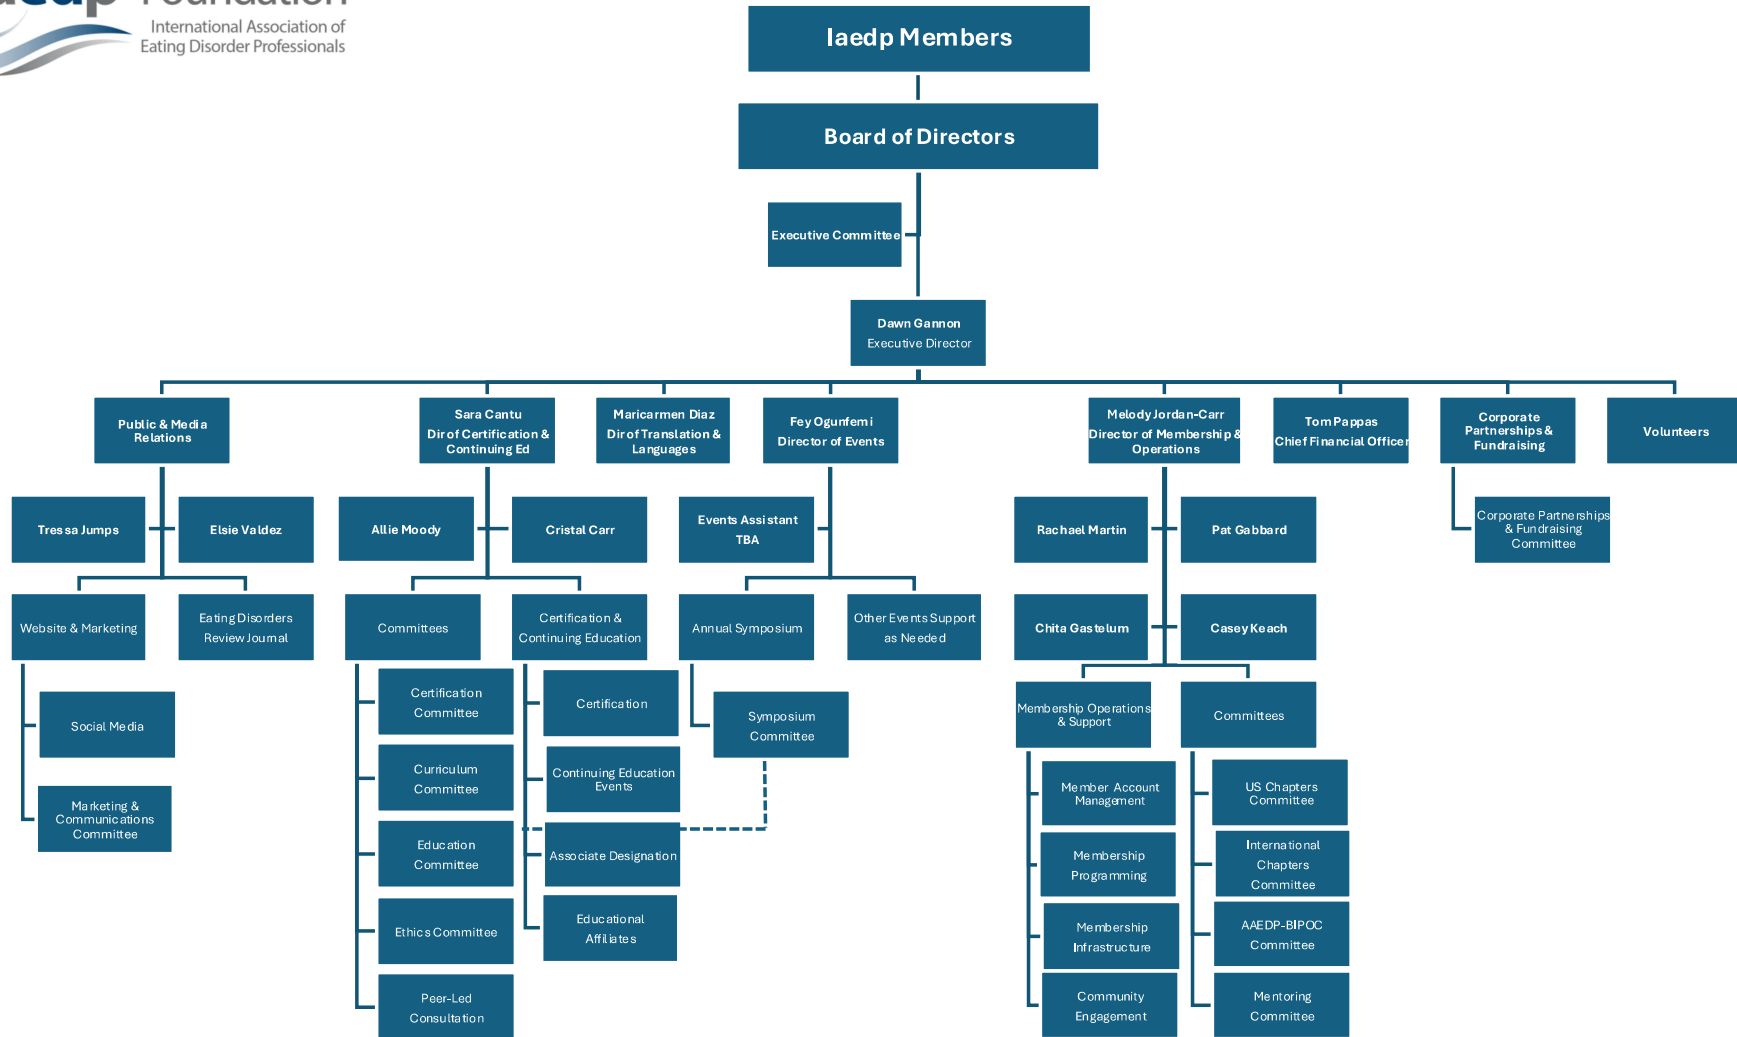 Foundation
International Association of
Eating Disorder Professionals
Iaedp Members
Board of Directors
Executive Committee
Dawn Gannon
Executive Director
Public & Media
Relations
Sara Cantu
Dir of Certification &
Continuing Ed
Maricarmen Diaz
Dir of Translation &
Languages
Fey Ogunfemi
Director of Events
Melody Jordan-Carr
Director of Membership &
Operations
Tom Pappas
Chief Financial Officer
Corporate
Partnerships &
Fundraising
Volunteers
Tressa Jumps
Elsie Valdez
Allie Moody
Cristal Carr
Events Assistant
TBA
Rachael Martin
Pat Gabbard
Corporate Partnerships
& Fundraising
Committee
Website & Marketing
Eating Disorders
Review Journal
Committees
Certification &
Continuing Education
Annual Symposium
Other Events Support
as Needed
Chita Gastelum
Casey Keach
Social Media
Marketing &
Communications
Committee
Certification
Committee
Curriculum
Committee
Education
Committee
Ethics Committee
Peer-Led
Consultation
Certification
Continuing Education
Events
Associate Designation
Educational
Affiliates
Symposium
Committee
Membership Operations
& Support
Committees
Member Account
Management
Membership
Programming
Membership
Infrastructure
Community
Engagement
US Chapters
Committee
International
Chapters
Committee
AAEDP-BIPOC
Committee
Mentoring
Committee